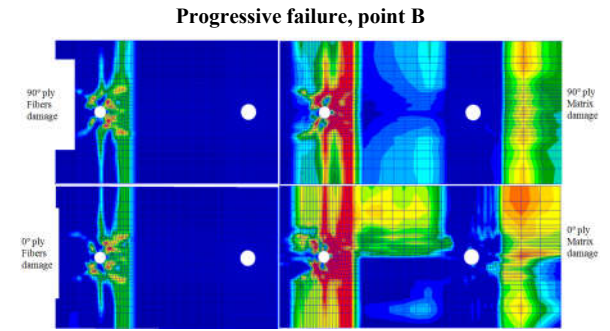 Progressive failure, point B
90° ply
Fibers
damage
90° ply
Matrix
damage
0° ply
Fibers
damage
0° ply
Matrix
damage